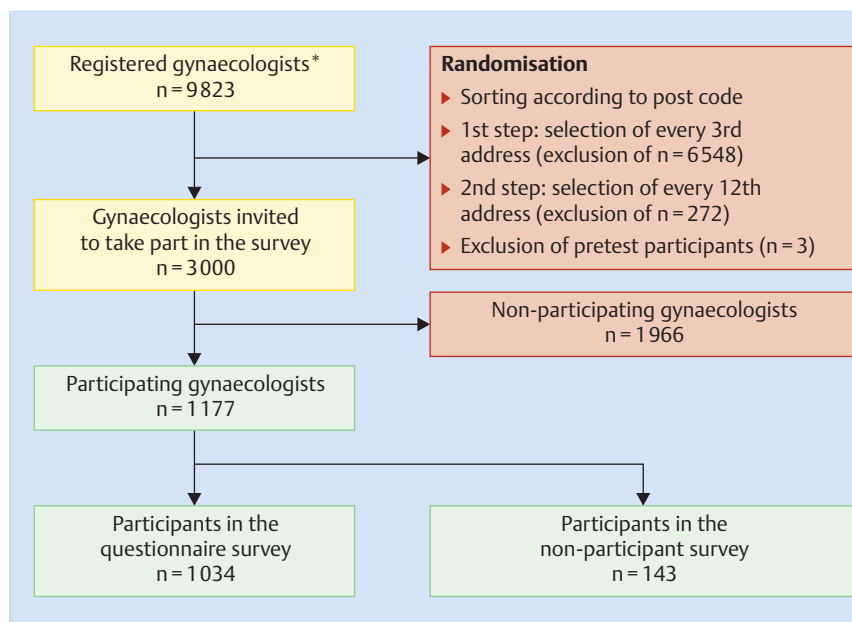 Registered gynaecologists*
n = 9823
Randomisation
▶ Sorting according to post code
▶ 1st step: selection of every 3rd
address (exclusion of n = 6548)
▶ 2nd step: selection of every 12th
address (exclusion of n = 272)
▶ Exclusion of pretest participants (n = 3)
Gynaecologists invited
to take part in the survey
n = 3000
Non-participating gynaecologists
n = 1966
Participating gynaecologists
n = 1177
Participants in the
questionnaire survey
n = 1034
Participants in the
non-participant survey
n = 143